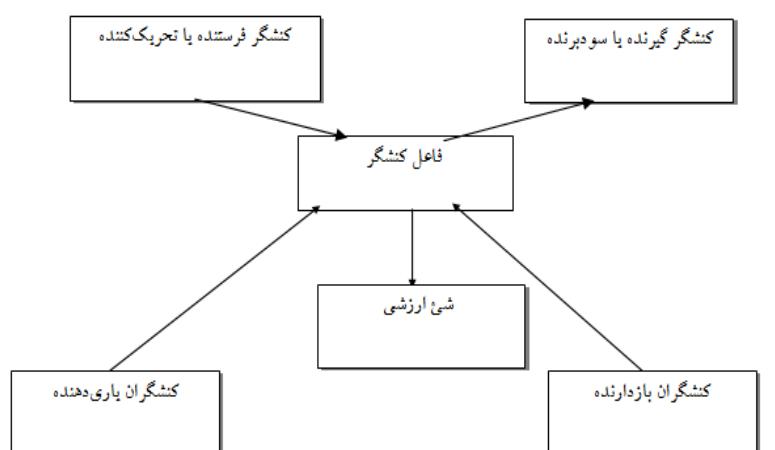 کنشگر گیرنده یا سودبرنده
کنشگر فرستنده یا تحریک‌کننده
فاعل کنشگر
شئ ارزشی
کنشگران بازدارنده
کنشگران یاری‌دهنده